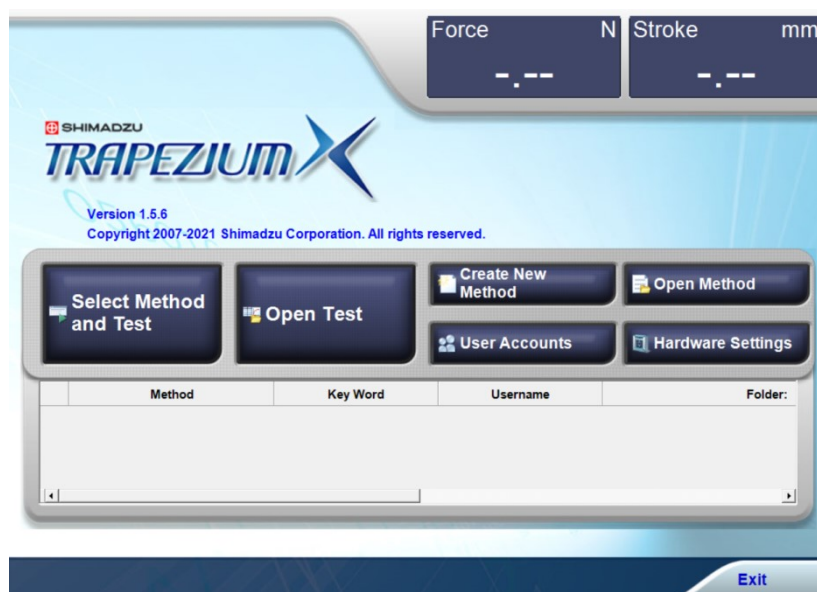 Force N Stroke mm
-.-- -.--
SHIMADZU
TRAPEZIUM X
Version 1.5.6
Copyright 2007-2021 Shimadzu Corporation. All rights reserved.
Select Method
and Test
Open Test
Create New
Method
Open Method
User Accounts
Hardware Settings
Method Key Word Username Folder:
Exit